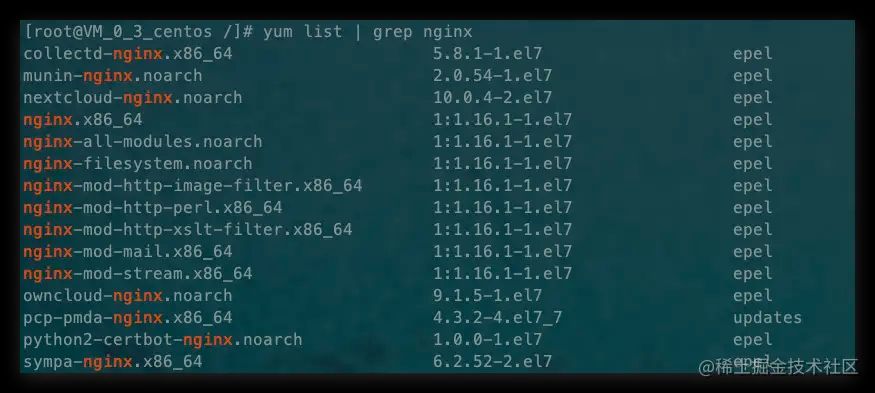 [root@VM_0_3_centos /]# yum list | grep nginx
collectd-nginx.x86_64 5.8.1-1.el7 epel
munin-nginx.noarch 2.0.54-1.el7 epel
nextcloud-nginx.noarch 10.0.4-2.el7 epel
nginx.x86_64 1:1.16.1-1.el7 epel
nginx-all-modules.noarch 1:1.16.1-1.el7 epel
nginx-filesystem.noarch 1:1.16.1-1.el7 epel
nginx-mod-http-image-filter.x86_64 1:1.16.1-1.el7 epel
nginx-mod-http-perl.x86_64 1:1.16.1-1.el7 epel
nginx-mod-http-xslt-filter.x86_64 1:1.16.1-1.el7 epel
nginx-mod-mail.x86_64 1:1.16.1-1.el7 epel
nginx-mod-stream.x86_64 1:1.16.1-1.el7 epel
owncloud-nginx.noarch 9.1.5-1.el7 epel
pcp-pmda-nginx.x86_64 4.3.2-4.el7_7 updates
python2-certbot-nginx.noarch 1.0.0-1.el7 epel
sympa-nginx.x86_64 6.2.52-2.el7 epel
@稀土掘金技术社区